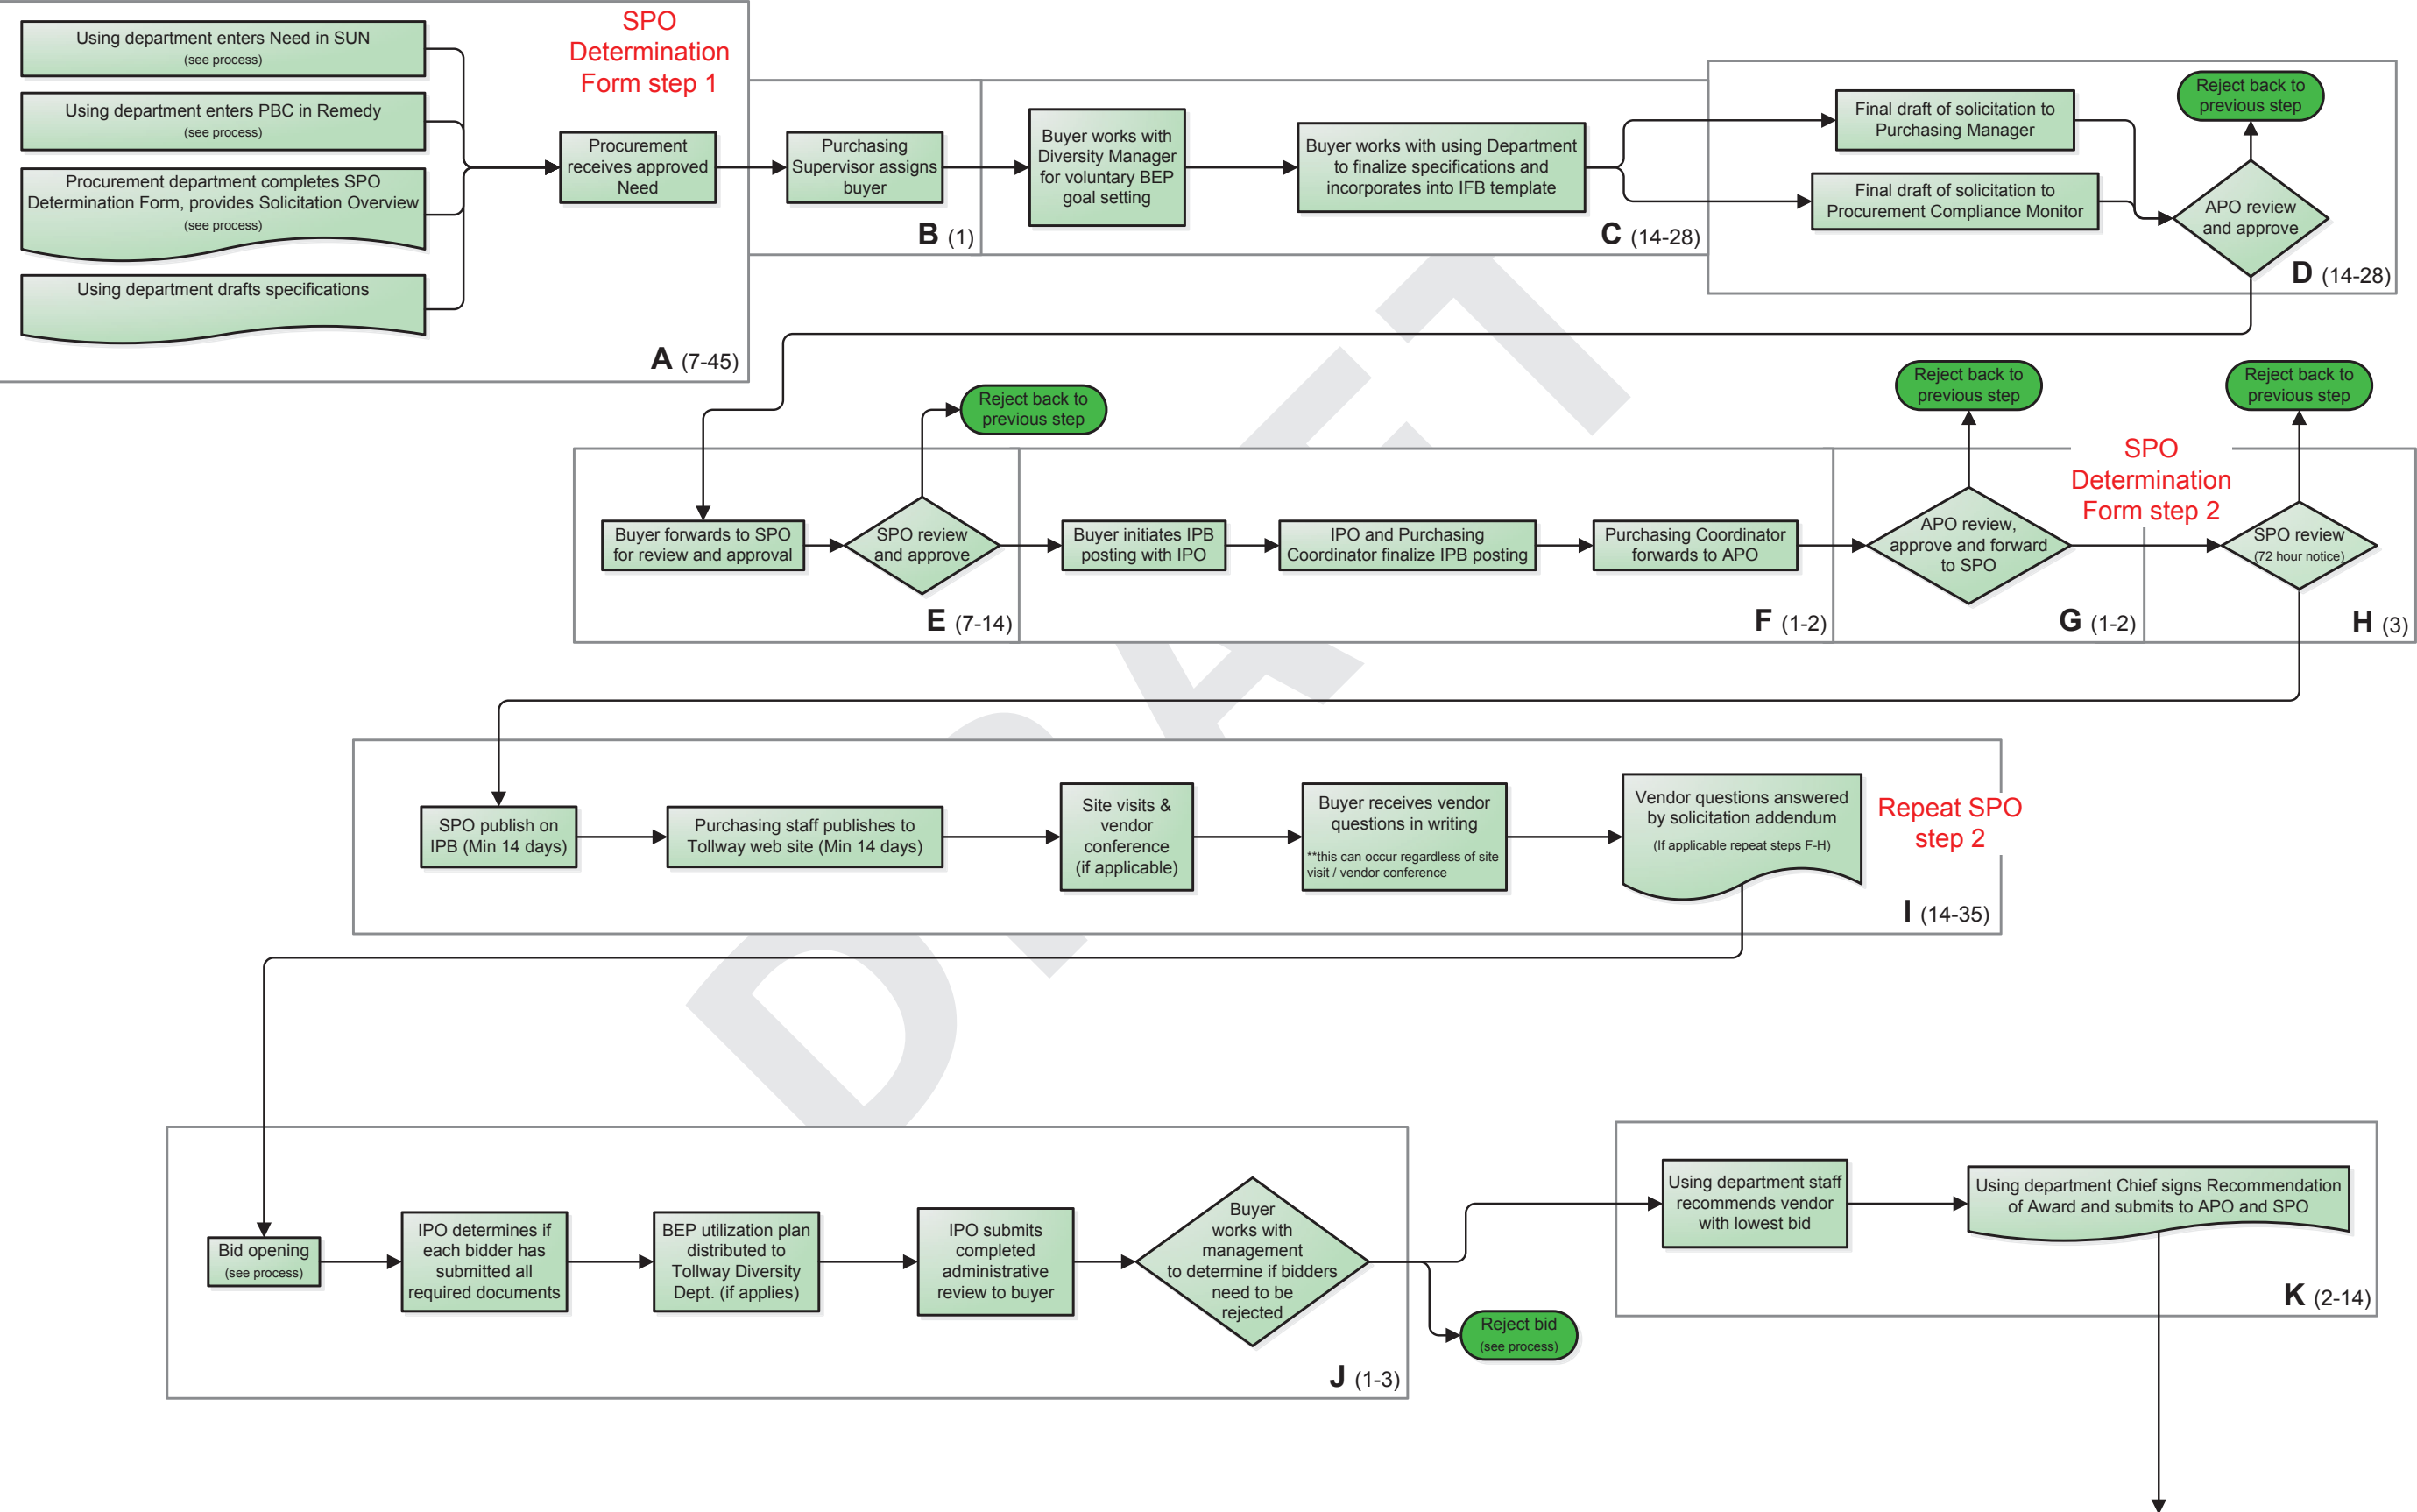 Using department enters Need in SUN
(see process)
Using department enters PBC in Remedy
(see process)
Procurement department completes SPO
Determination Form, provides Solicitation Overview
(see process)
Using department drafts specifications
SPO
Determination
Form step 1
Procurement
receives approved
Need
A (7-45)
Purchasing
Supervisor assigns
buyer
B (1)
Buyer works with
Diversity Manager
for voluntary BEP
goal setting
Buyer works with using Department
to finalize specifications and
incorporates into IFB template
C (14-28)
Final draft of solicitation to
Purchasing Manager
Final draft of solicitation to
Procurement Compliance Monitor
Reject back to
previous step
APO review
and approve
D (14-28)
Buyer forwards to SPO
for review and approval
SPO review
and approve
Reject back to
previous step
E (7-14)
Buyer initiates IPB
posting with IPO
IPO and Purchasing
Coordinator finalize IPB posting
Purchasing Coordinator
forwards to APO
F (1-2)
Reject back to
previous step
APO review,
approve and forward
to SPO
G (1-2)
SPO
Determination
Form step 2
Reject back to
previous step
SPO review
(72 hour notice)
H (3)
SPO publish on
IPB (Min 14 days)
Purchasing staff publishes to
Tollway web site (Min 14 days)
Site visits &
vendor
conference
(if applicable)
Buyer receives vendor
questions in writing
**this can occur regardless of site
visit / vendor conference
Vendor questions answered
by solicitation addendum
(If applicable repeat steps F-H)
Repeat SPO
step 2
I (14-35)
Bid opening
(see process)
IPO determines if
each bidder has
submitted all
required documents
BEP utilization plan
distributed to
Tollway Diversity
Dept. (if applies)
IPO submits
completed
administrative
review to buyer
Buyer
works with
management
to determine if bidders
need to be
rejected
J (1-3)
Reject bid
(see process)
Using department staff
recommends vendor
with lowest bid
Using department Chief signs Recommendation
of Award and submits to APO and SPO
K (2-14)
DRAFT